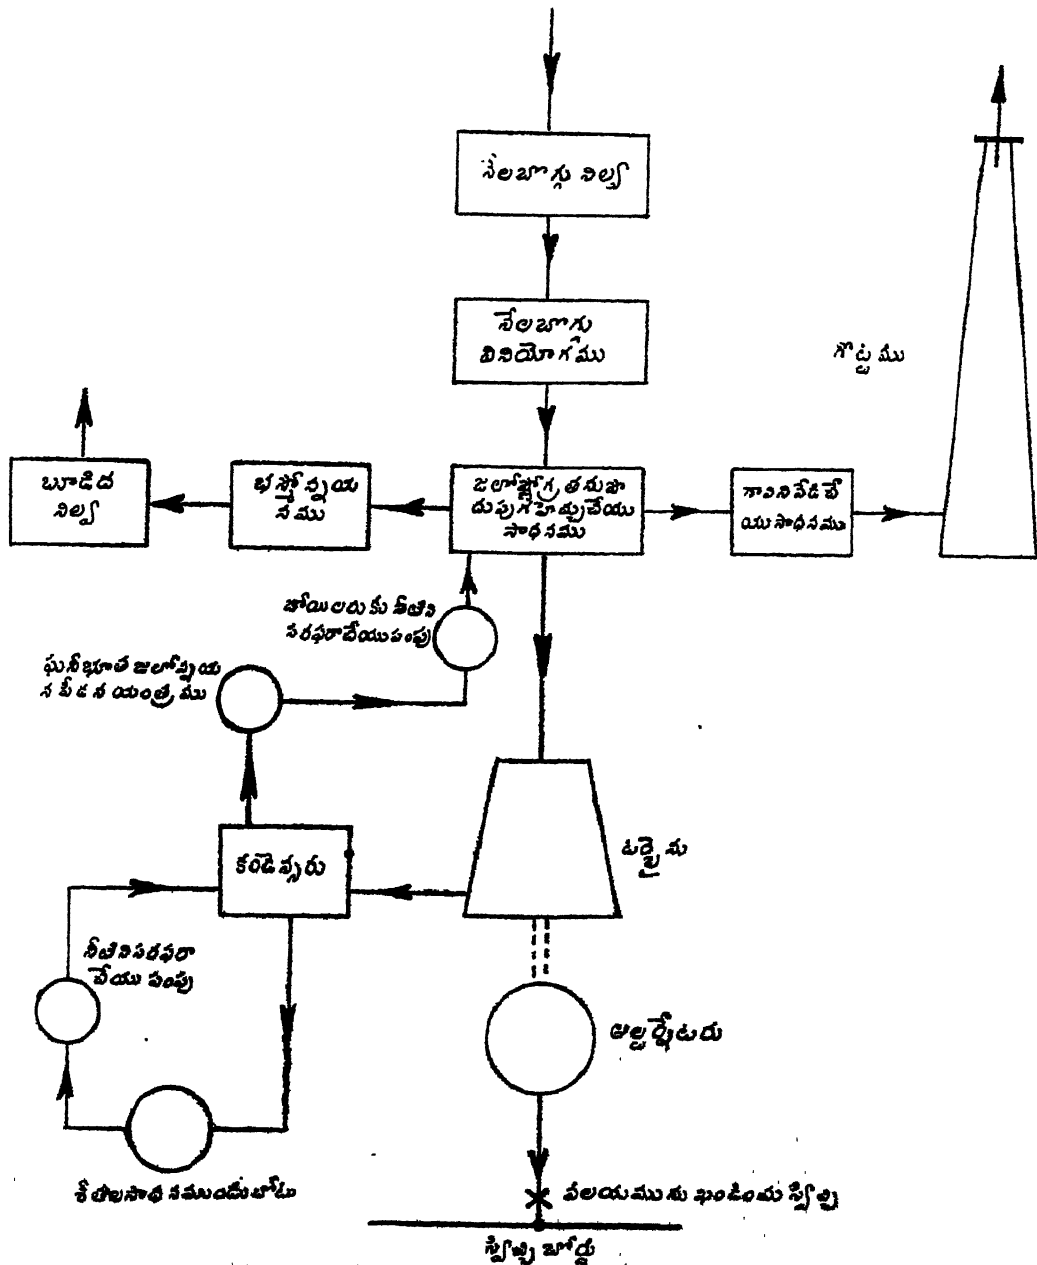 నేలబొగ్గు నిల్వ
నేలబొగ్గు
వినియోగము
గొట్టము
బూడిద
నిల్వ
భస్మోన్నయ
నము
జలోష్ణోగ్రతనుపొ
దుపుగహెచ్చుచేయు
సాధనము
గాలినివేడిచే
యుసాధనము
బోయిలరుకు నీటిని
సరఫరాచేయుపంపు
ఘనీభూత జలోన్నయ
న పీడన యంత్రము
కండెన్సరు
టర్బైను
నీటినిసరఫరా
చేయు పంపు
ఆల్టర్నేటరు
శీతలసాధనముండుచోటు
వలయమును ఖండించు స్విచ్చి
స్విచ్చి బోర్డు